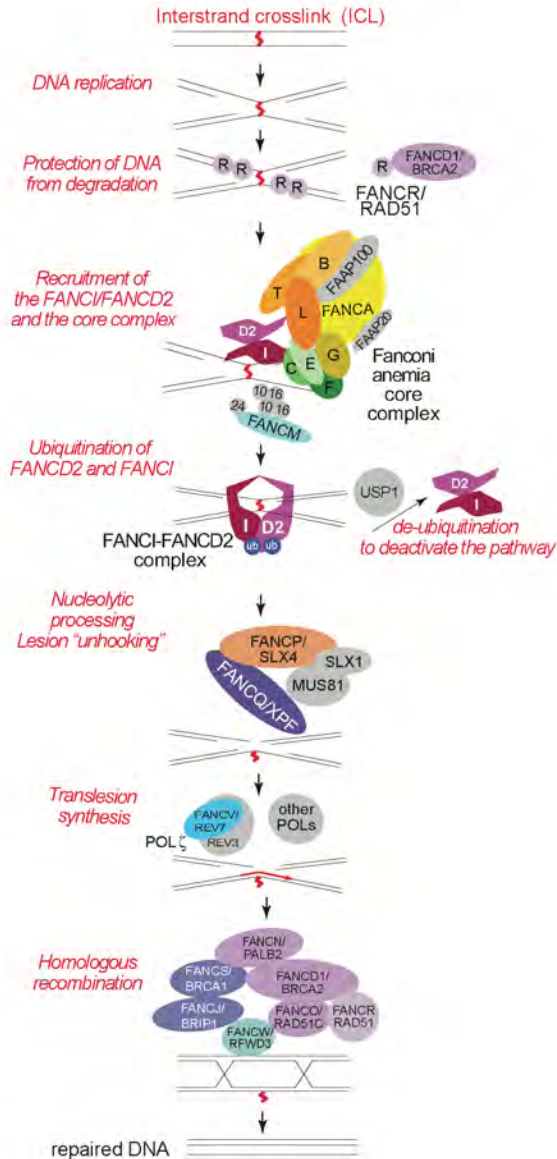 Interstrand crosslink (ICL)
DNA replication
Protection of DNA
from degradation
R
R
R
R
R
FANCD1/
BRCA2
FANCR/
RAD51
Recruitment of
the FANCI/FANCD2
and the core complex
B
T
FAAP100
L
FANCA
FAAP20
D2
I
C
E
G
F
Fanconi
anemia
core
complex
10
16
24
10
16
FANCM
Ubiquitination of
FANCD2 and FANCI
I
D2
ub
ub
FANCI-FANCD2
complex
USP1
D2
I
de-ubiquitination
to deactivate the pathway
Nucleolytic
processing
Lesion "unhooking"
FANCP/
SLX4
SLX1
MUS81
FANCQ/XPF
Translesion
synthesis
FANCV/
REV7
REV3
POL ζ
other
POLs
Homologous
recombination
FANCN/
PALB2
FANCS/
BRCA1
FANCD1/
BRCA2
FANCJ/
BRIP1
FANCO/
RAD51C
FANCR
RAD51
FANCW/
RFWD3
repaired DNA